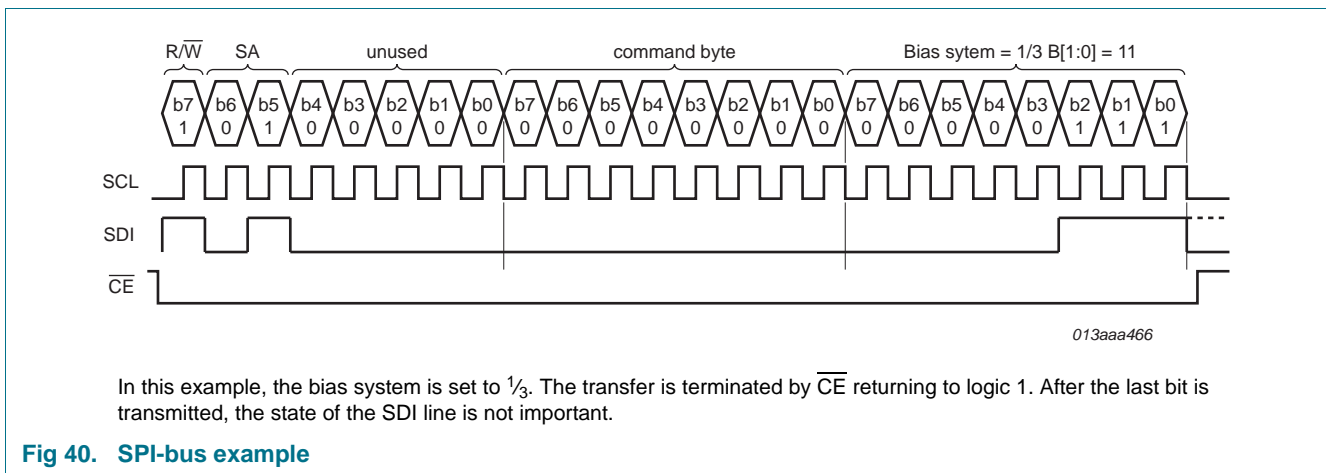 R/W SA unused command byte Bias sytem = 1/3 B[1:0] = 11
b7 b6 b5 b4 b3 b2 b1 b0 b7 b6 b5 b4 b3 b2 b1 b0 b7 b6 b5 b4 b3 b2 b1 b0
1 0 1 0 0 0 0 0 0 0 0 0 0 0 0 0 0 0 0 0 0 1 1 1
SCL
SDI
CE
013aaa466
In this example, the bias system is set to 1⁄3. The transfer is terminated by CE returning to logic 1. After the last bit is
transmitted, the state of the SDI line is not important.
Fig 40. SPI-bus example